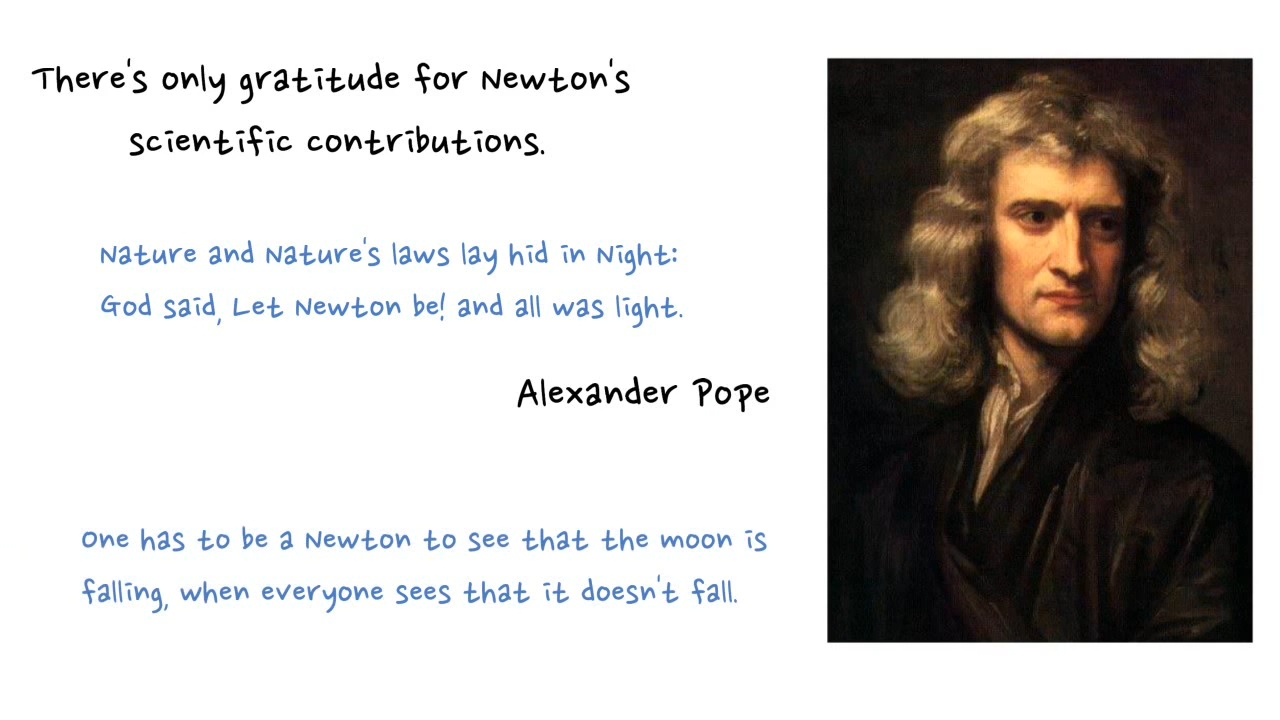 There's only gratitude for Newton's
scientific contributions.
Nature and Nature's laws lay hid in Night:
God said, Let Newton be! and all was light.
Alexander Pope
One has to be a Newton to see that the moon is
falling, when everyone sees that it doesn't fall.